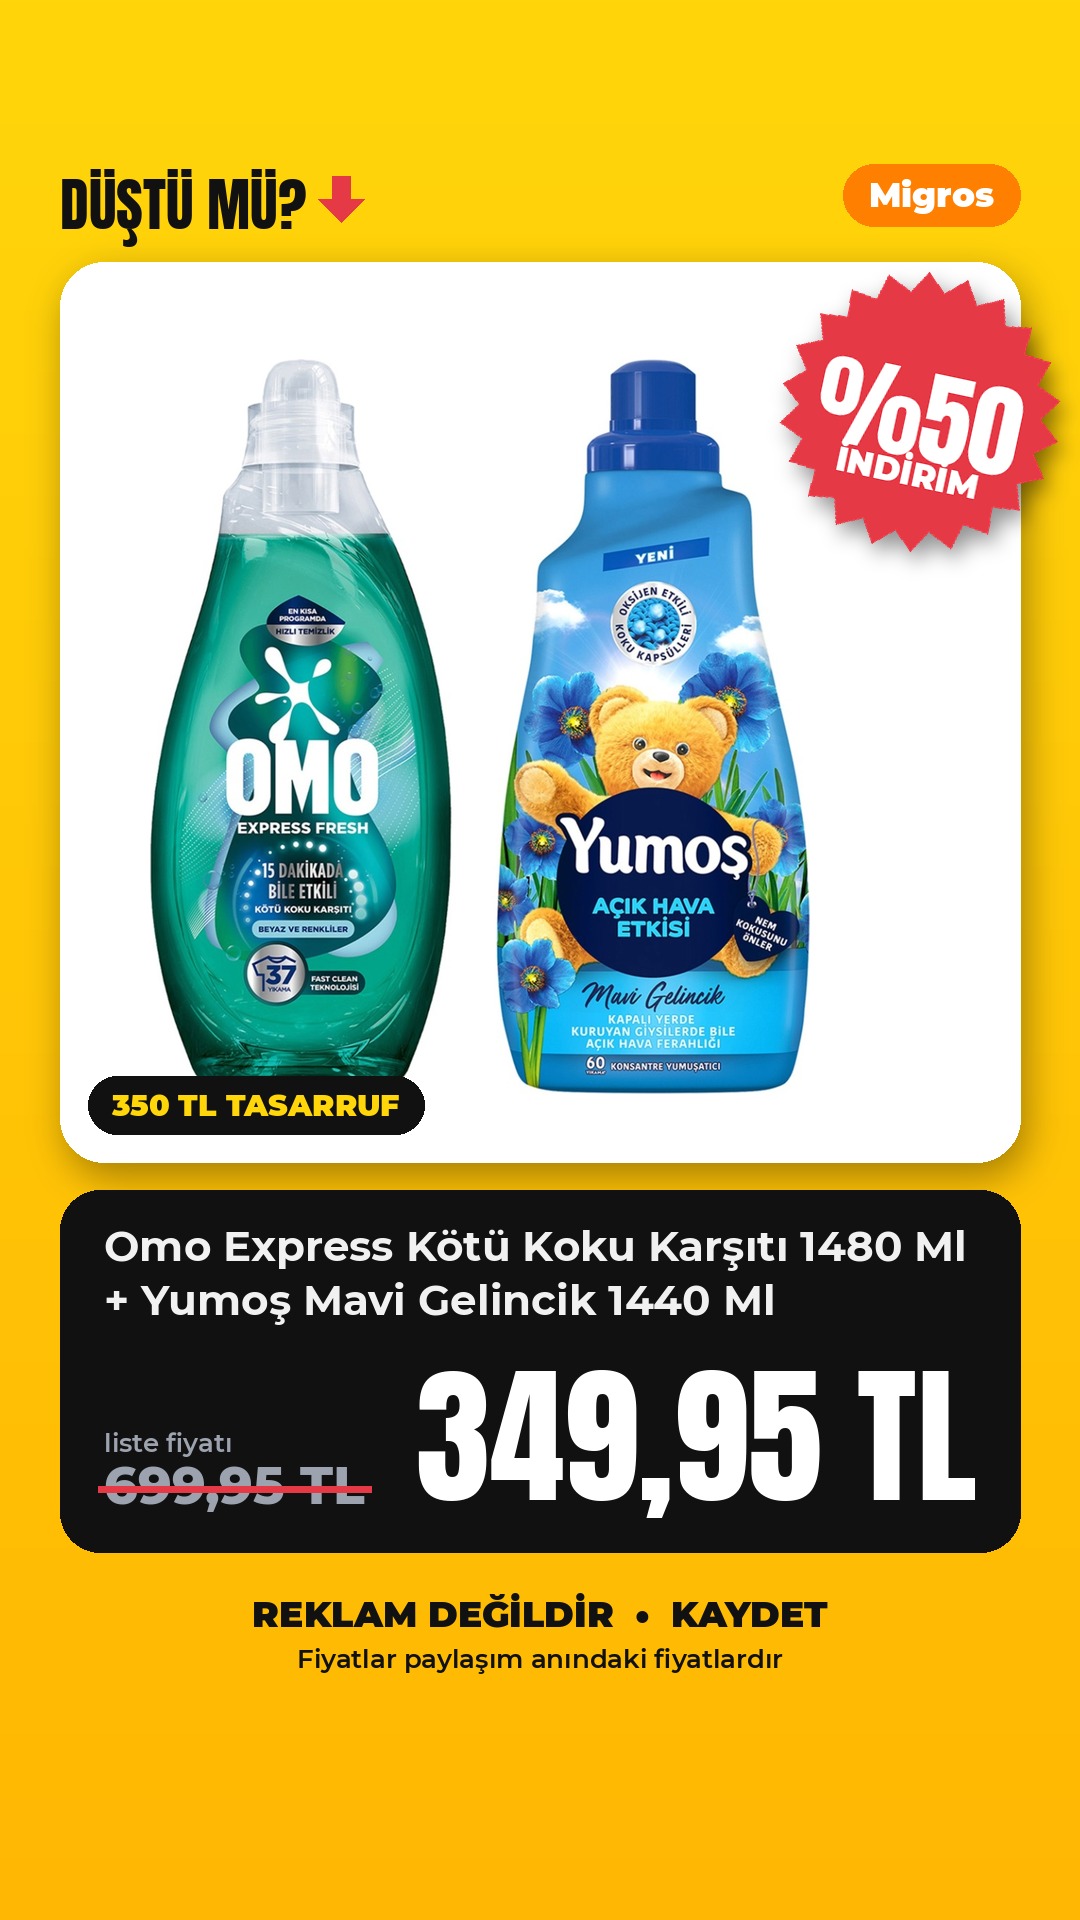 DÜŞTÜ MÜ?
Migros
%50
İNDİRİM
EN KISA
PROGRAMDA
HIZLI TEMİZLİK
OMO
EXPRESS FRESH
15 DAKİKADA
BİLE ETKİLİ
KÖTÜ KOKU KARŞITI
BEYAZ VE RENKLİLER
37
YIKAMA
FAST CLEAN
TEKNOLOJİSİ
YENİ
OKSİJEN ETKİLİ
KOKU KAPSÜLLERİ
Yumoş
AÇIK HAVA
ETKİSİ
NEM
KOKUSUNU
ÖNLER
Mavi Gelincik
KAPALI YERDE
KURUYAN GİYSİLERDE BİLE
AÇIK HAVA FERAHLIĞI
60
YIKAMA
KONSANTRE YUMUŞATICI
350 TL TASARRUF
Omo Express Kötü Koku Karşıtı 1480 Ml
+ Yumoş Mavi Gelincik 1440 Ml
liste fiyatı
699,95 TL
349,95 TL
REKLAM DEĞİLDİR • KAYDET
Fiyatlar paylaşım anındaki fiyatlardır